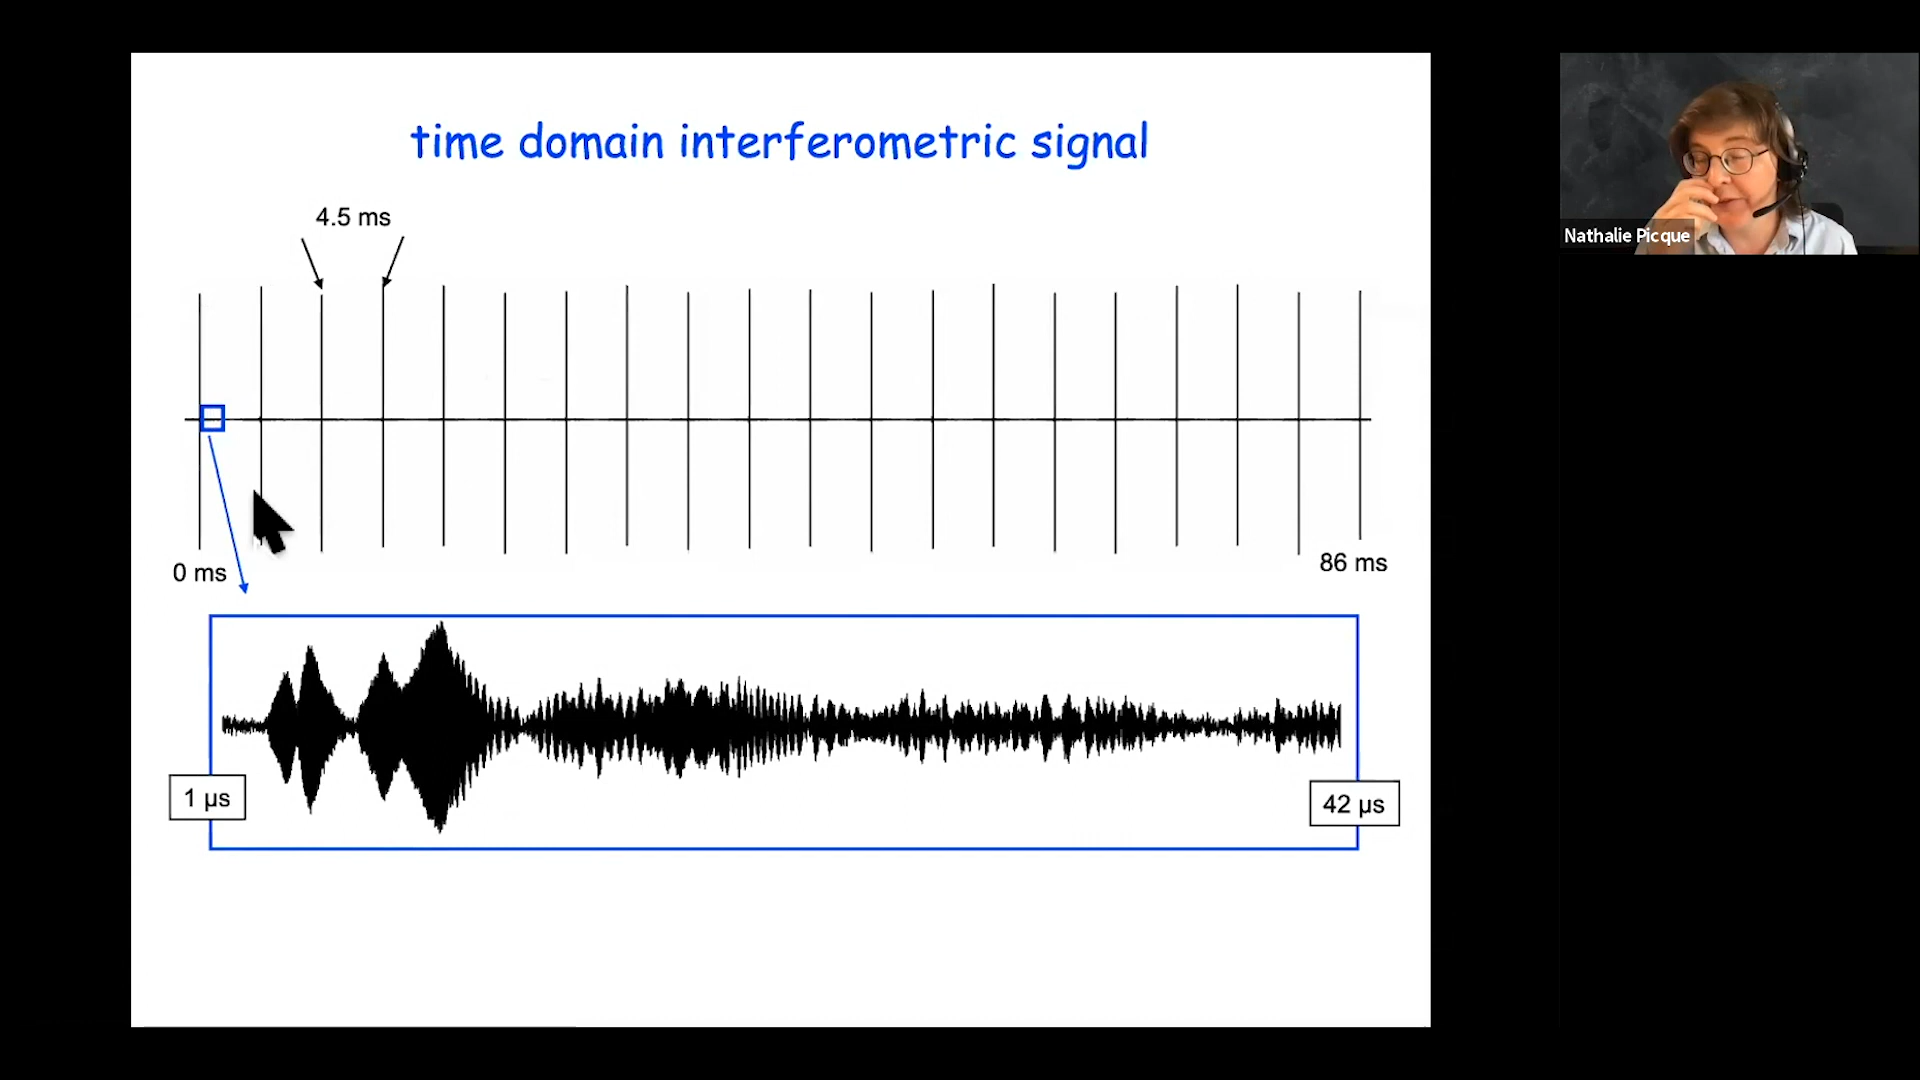 time domain interferometric signal
4.5 ms
0 ms
86 ms
1 µs
42 µs
Nathalie Picque